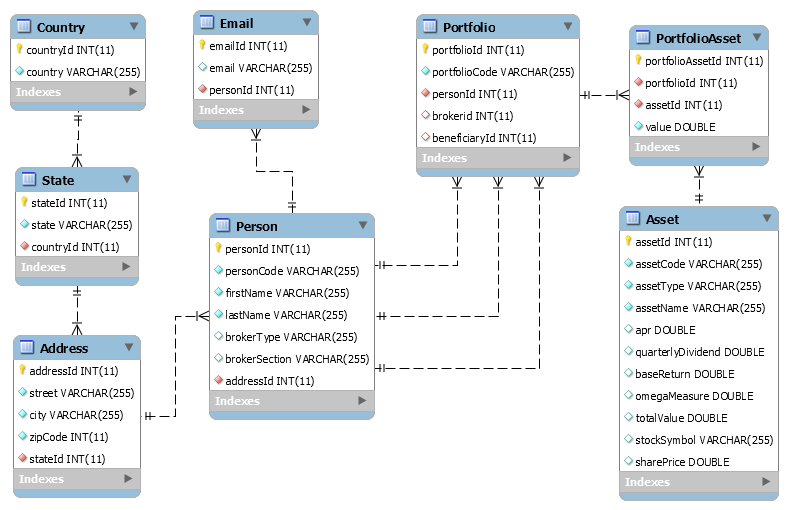 Country
countryId INT(11)
country VARCHAR(255)
Indexes
State
stateId INT(11)
state VARCHAR(255)
countryId INT(11)
Indexes
Address
addressId INT(11)
street VARCHAR(255)
city VARCHAR(255)
zipCode INT(11)
stateId INT(11)
Indexes
Email
emailId INT(11)
email VARCHAR(255)
personId INT(11)
Indexes
Person
personId INT(11)
personCode VARCHAR(255)
firstName VARCHAR(255)
lastName VARCHAR(255)
brokerType VARCHAR(255)
brokerSection VARCHAR(255)
addressId INT(11)
Indexes
Portfolio
portfolioId INT(11)
portfolioCode VARCHAR(255)
personId INT(11)
brokerid INT(11)
beneficiaryId INT(11)
Indexes
PortfolioAsset
portfolioAssetId INT(11)
portfolioId INT(11)
assetId INT(11)
value DOUBLE
Indexes
Asset
assetId INT(11)
assetCode VARCHAR(255)
assetType VARCHAR(255)
assetName VARCHAR(255)
apr DOUBLE
quarterlyDividend DOUBLE
baseReturn DOUBLE
omegaMeasure DOUBLE
totalValue DOUBLE
stockSymbol VARCHAR(255)
sharePrice DOUBLE
Indexes